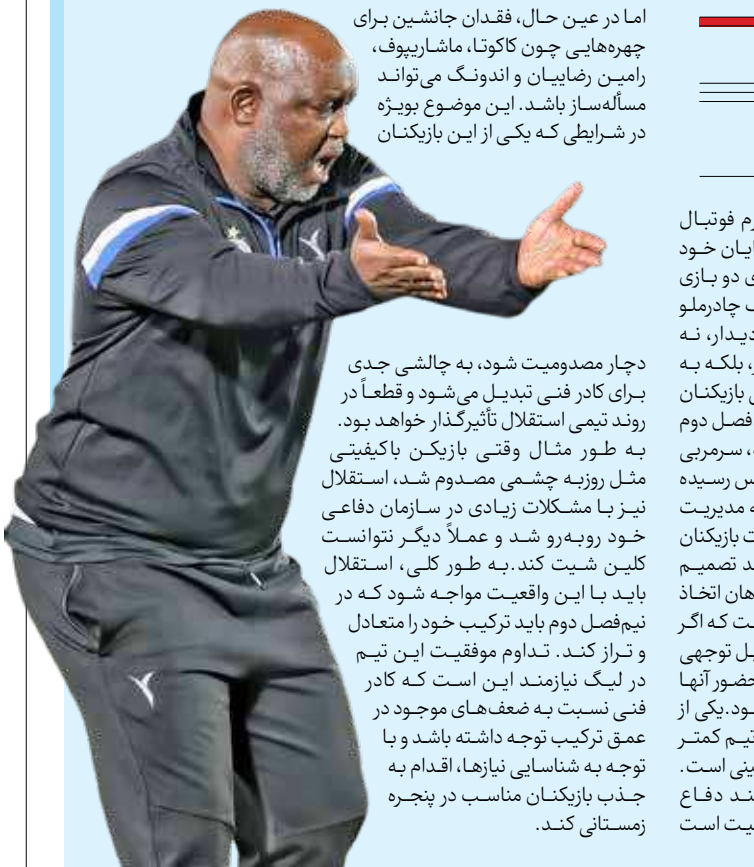 اما در عین حال، فقدان جانشین برای
چهره‌هایی چون کاکوتا، ماشاریپوف،
رامین رضاییان و اندونگ می‌تواند
مسأله‌ساز باشد. این موضوع بویژه
در شرایطی که یکی از این بازیکنان
دچار مصدومیت شود، به چالشی جدی
برای کادر فنی تبدیل می‌شود و قطعاً در
روند تیمی استقلال تأثیرگذار خواهد بود.
به طور مثال وقتی بازیکن باکیفیتی
مثل روزبه چشمی مصدوم شد، استقلال
نیز با مشکلات زیادی در سازمان دفاعی
خود روبه‌رو شد و عملاً دیگر نتوانست
کلین شیت کند.به طور کلی، استقلال
باید با این واقعیت مواجه شود که در
نیم‌فصل دوم باید ترکیب خود را متعادل
و تراز کند. تداوم موفقیت این تیم
در لیگ نیازمند این است که کادر
فنی نسبت به ضعف‌های موجود در
عمق ترکیب توجه داشته باشد و با
توجه به شناسایی نیازها، اقدام به
جذب بازیکنان مناسب در پنجره
زمستانی کند.
فوتبال
خود
دو بازی
چادرملو
دیدار، نه
بلکه به
بازیکنان
فصل دوم
سرمربی
رسیده
مدیریت
بازیکنان
تصمیم
اتخاذ
که اگر
توجهی
حضور آنها
یکی از
تیم کمتر
است.
دفاع
است